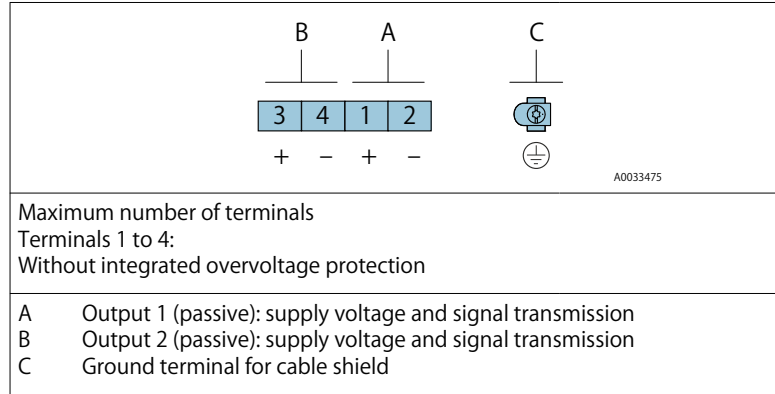 B A C
3 4 1 2
+ – + –
A0033475
Maximum number of terminals
Terminals 1 to 4:
Without integrated overvoltage protection
A Output 1 (passive): supply voltage and signal transmission
B Output 2 (passive): supply voltage and signal transmission
C Ground terminal for cable shield